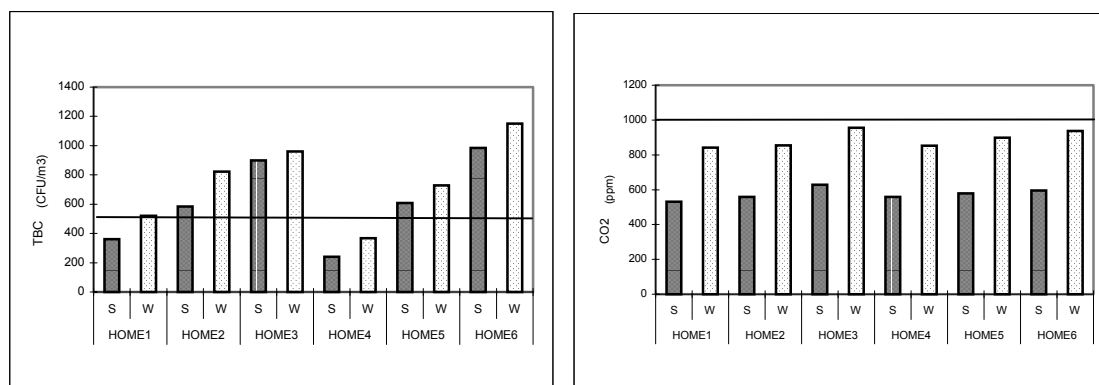 TBC (CFU/m3)
1400
1200
1000
800
600
400
200
0
S W S W S W S W S W S W
HOME1 HOME2 HOME3 HOME4 HOME5 HOME6
CO2 (ppm)
1200
1000
800
600
400
200
0
S W S W S W S W S W S W
HOME1 HOME2 HOME3 HOME4 HOME5 HOME6